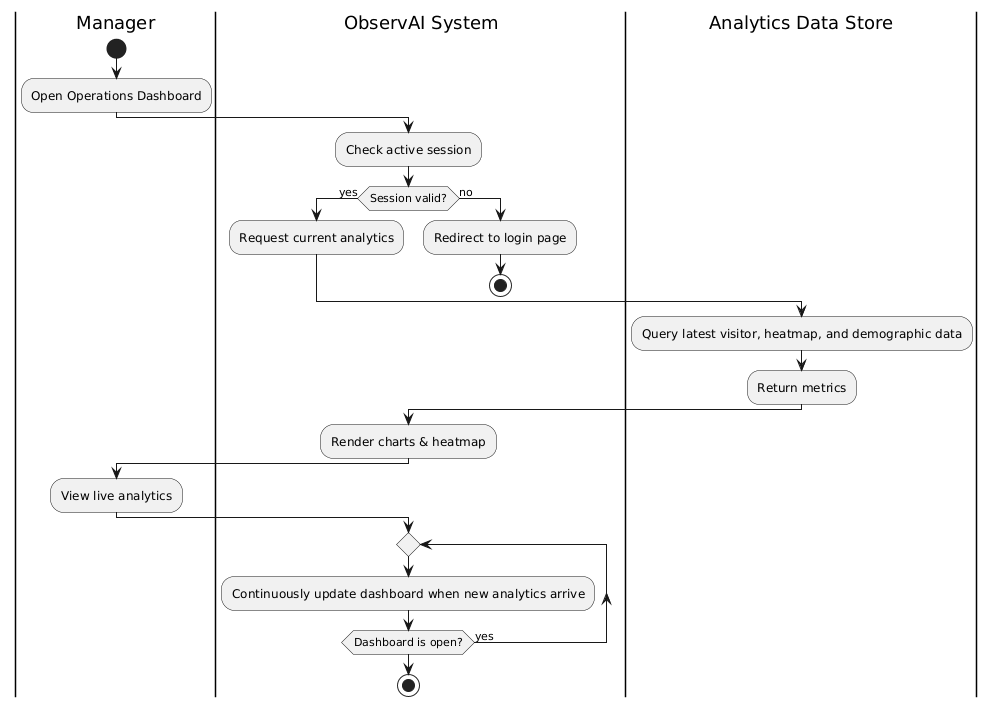 Manager
ObservAI System
Analytics Data Store
Open Operations Dashboard
Check active session
yes
Session valid?
no
Request current analytics
Redirect to login page
Query latest visitor, heatmap, and demographic data
Return metrics
Render charts & heatmap
View live analytics
Continuously update dashboard when new analytics arrive
Dashboard is open?
yes